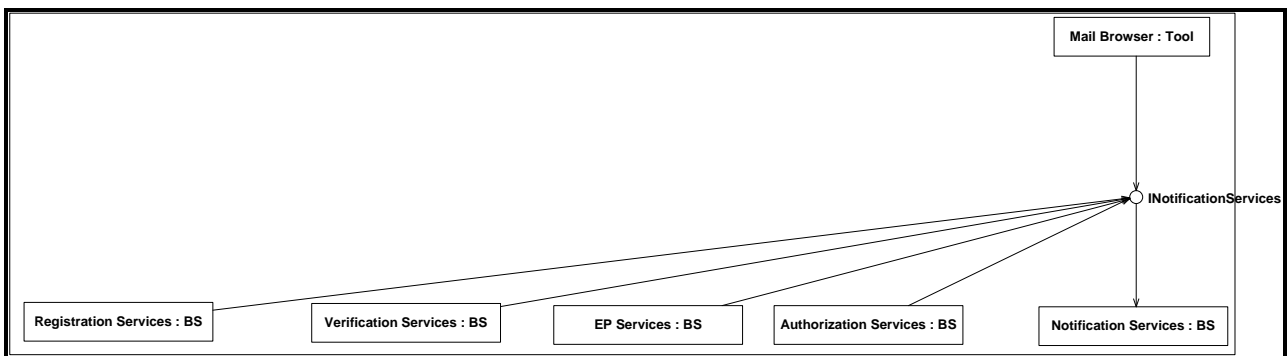 Mail Browser : Tool
INotificationServices
Registration Services : BS
Verification Services : BS
EP Services : BS
Authorization Services : BS
Notification Services : BS